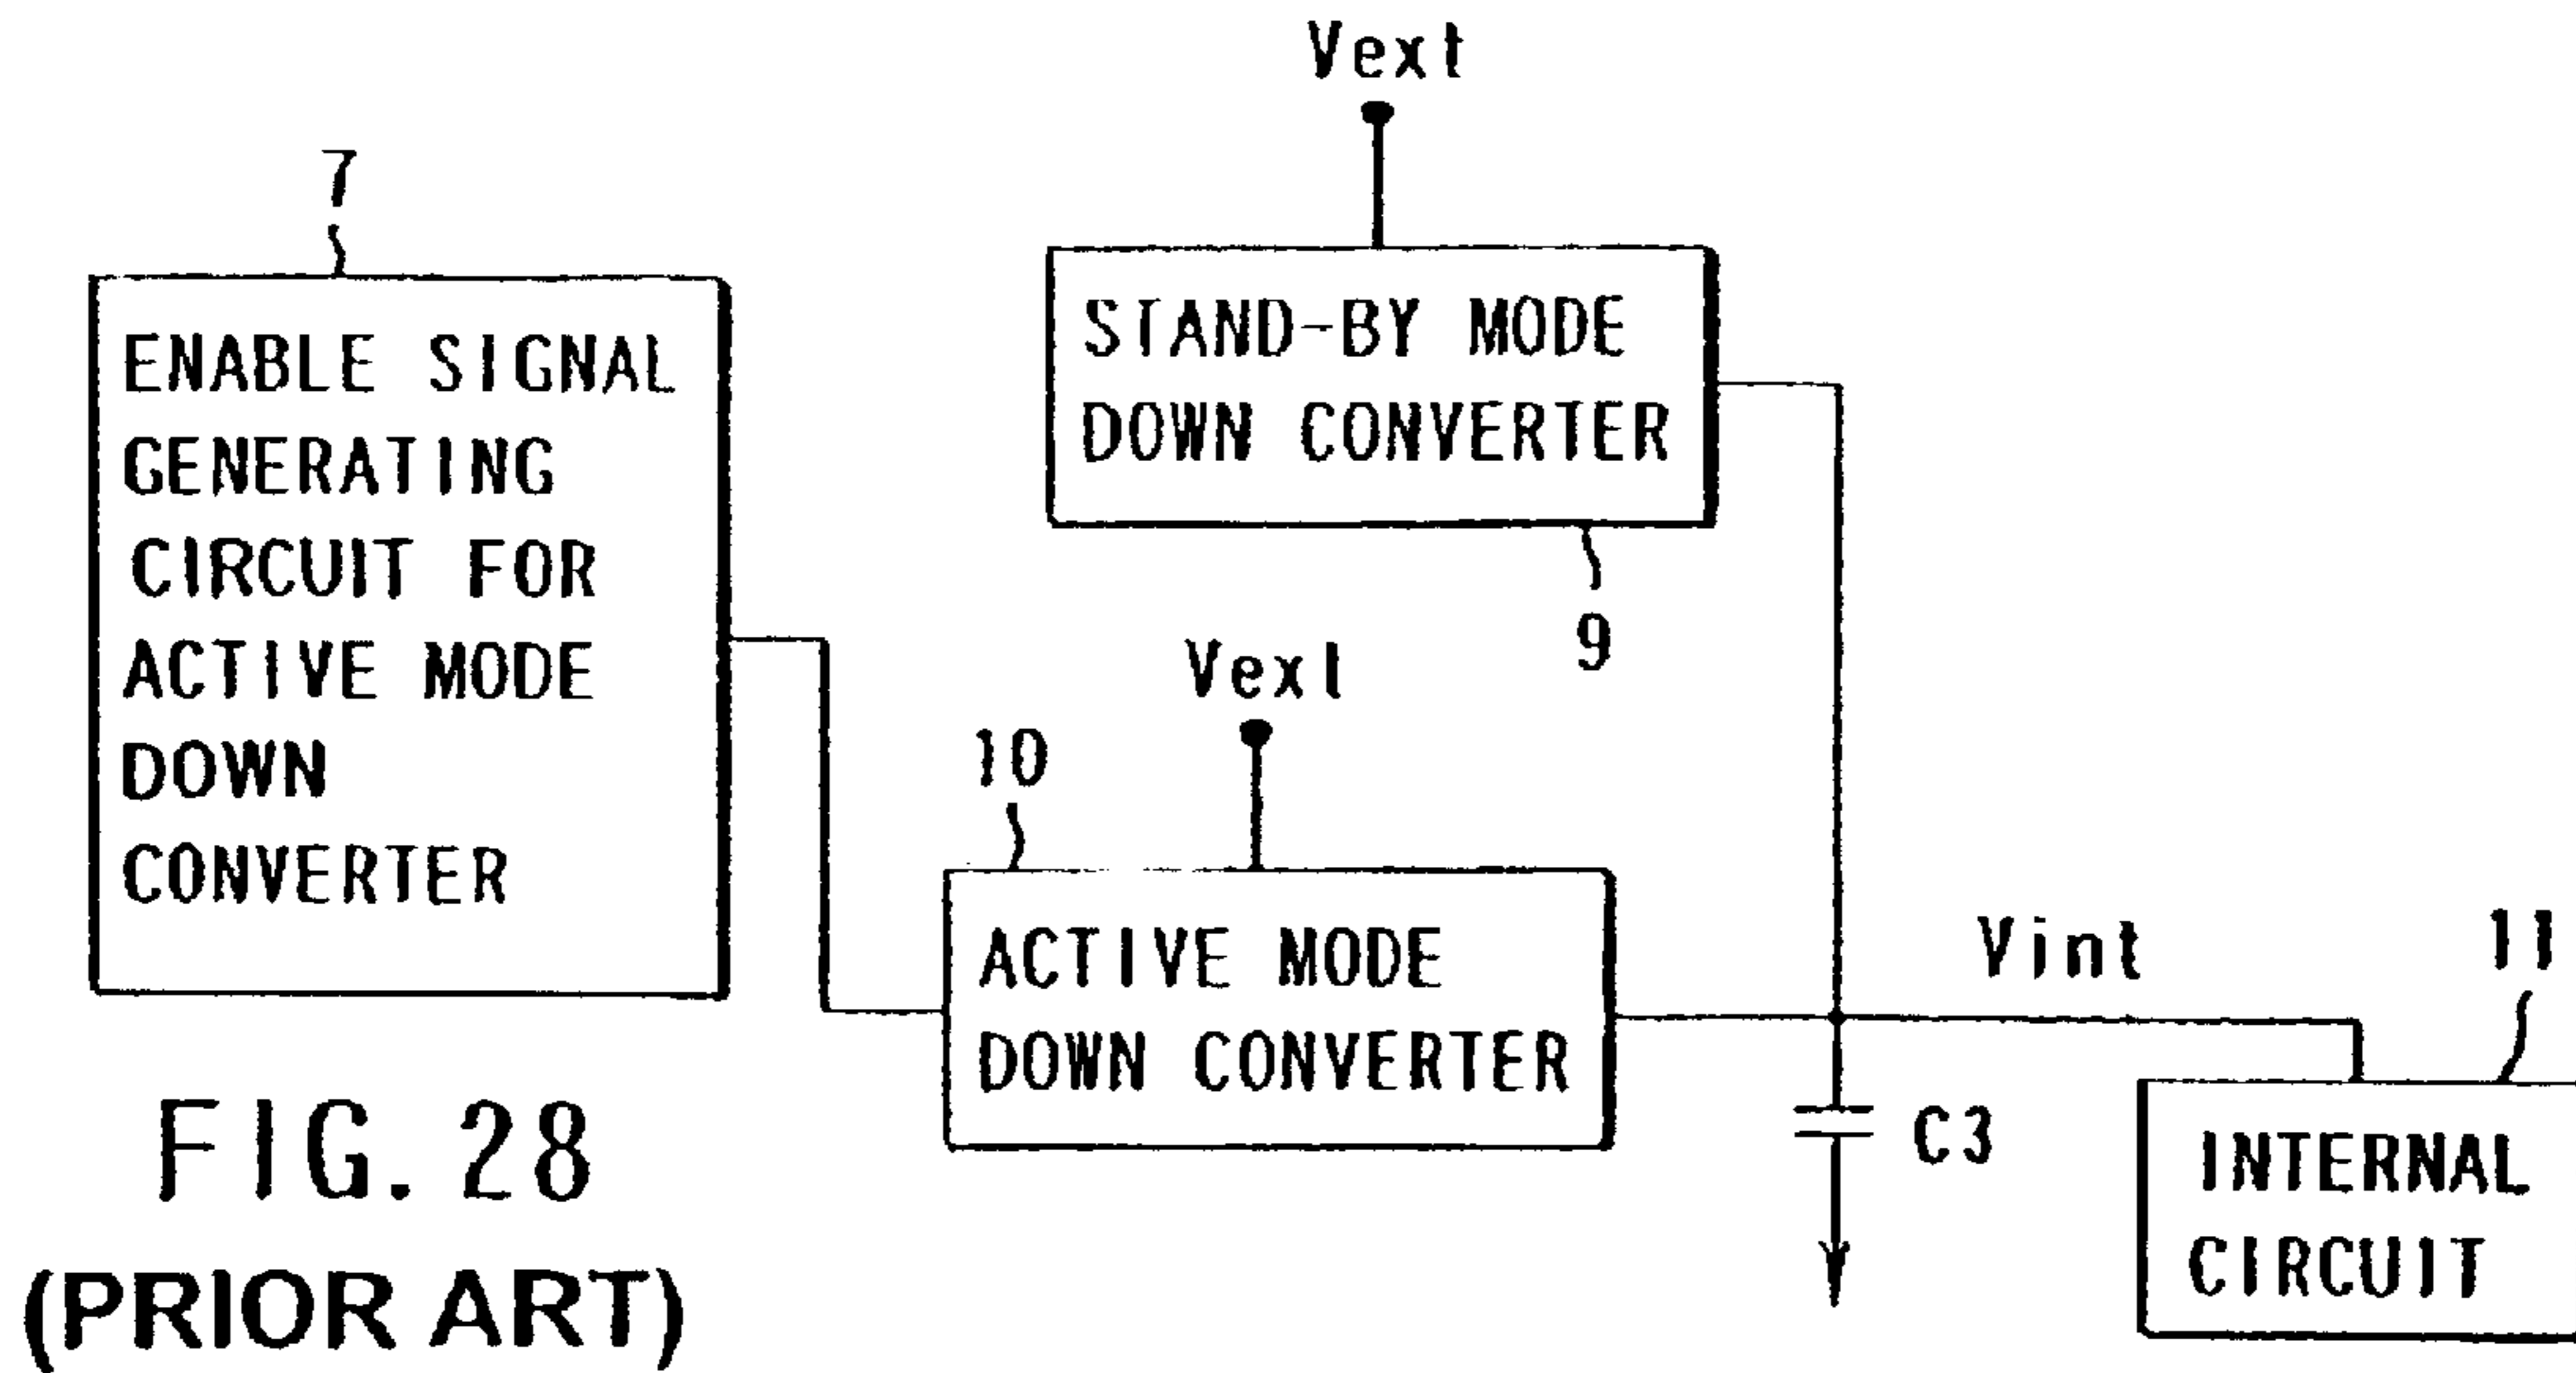 Vext
7
STAND-BY MODE
DOWN CONVERTER
9
ENABLE SIGNAL
GENERATING
CIRCUIT FOR
ACTIVE MODE
DOWN
CONVERTER
Vext
10
ACTIVE MODE
DOWN CONVERTER
Vint
11
C3
INTERNAL
CIRCUIT
FIG. 28
(PRIOR ART)